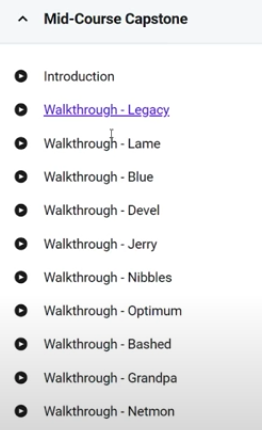 Mid-Course Capstone
Introduction
Walkthrough - Legacy
Walkthrough - Lame
Walkthrough - Blue
Walkthrough - Devel
Walkthrough - Jerry
Walkthrough - Nibbles
Walkthrough - Optimum
Walkthrough - Bashed
Walkthrough - Grandpa
Walkthrough - Netmon